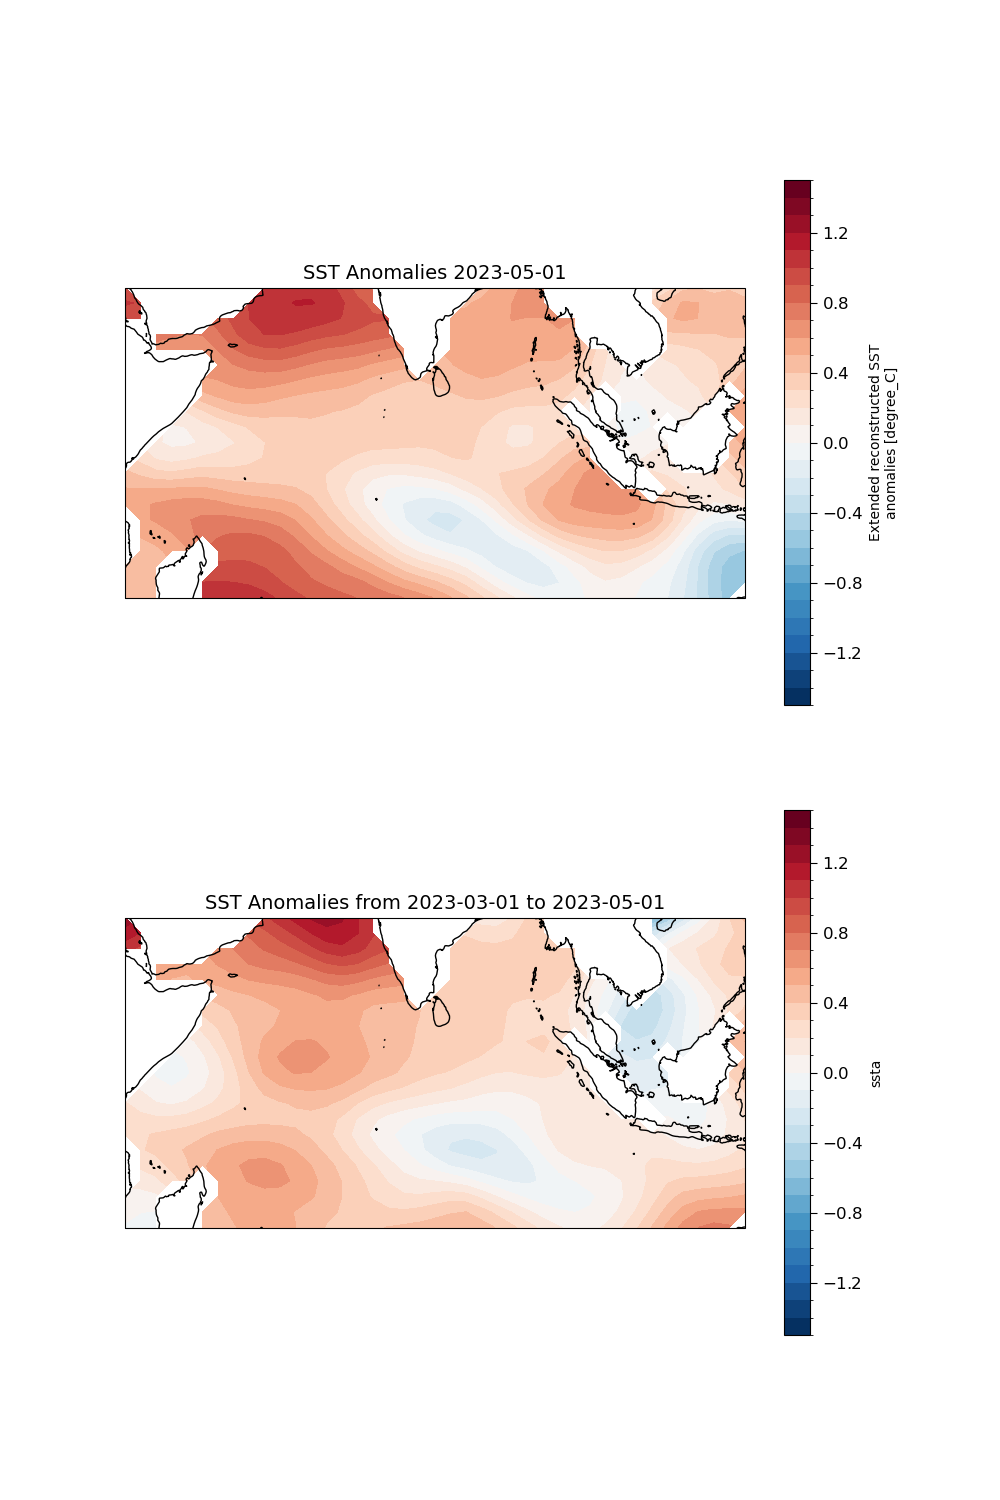 SST Anomalies 2023-05-01
1.2
0.8
0.4
0.0
−0.4
−0.8
−1.2
Extended reconstructed SST
anomalies [degree_C]
SST Anomalies from 2023-03-01 to 2023-05-01
1.2
0.8
0.4
0.0
−0.4
−0.8
−1.2
ssta